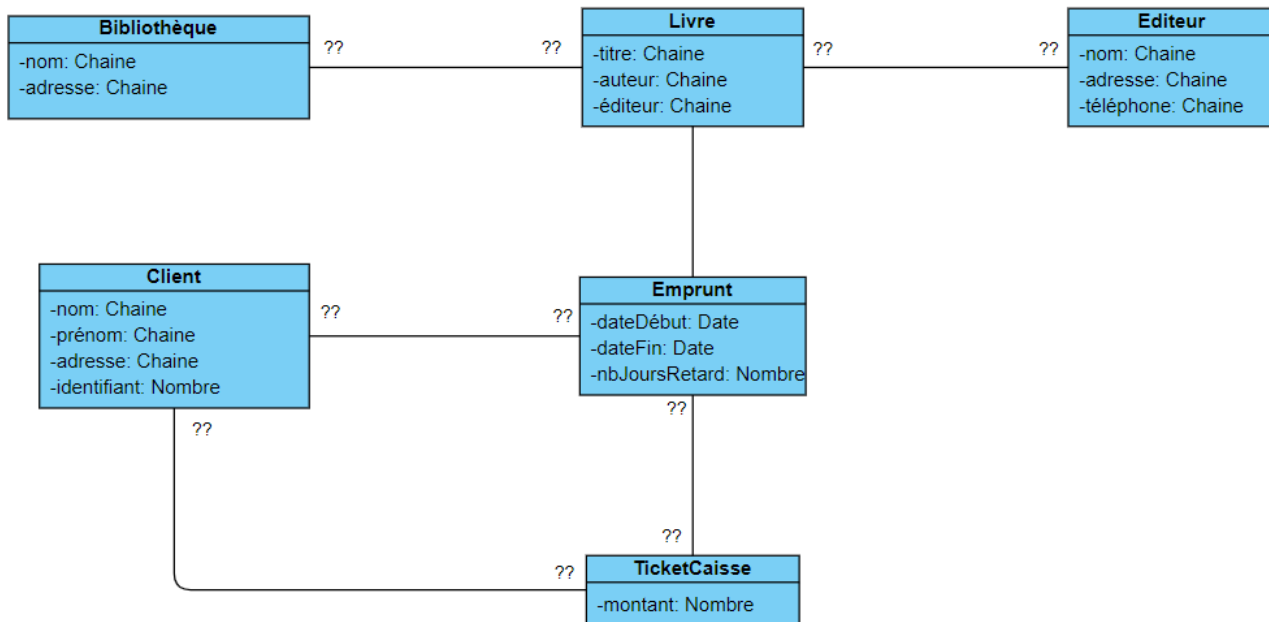 Bibliothèque
-nom: Chaine
-adresse: Chaine
??
??
Livre
-titre: Chaine
-auteur: Chaine
-éditeur: Chaine
??
??
Editeur
-nom: Chaine
-adresse: Chaine
-téléphone: Chaine
Client
-nom: Chaine
-prénom: Chaine
-adresse: Chaine
-identifiant: Nombre
??
??
Emprunt
-dateDébut: Date
-dateFin: Date
-nbJoursRetard: Nombre
??
??
??
??
TicketCaisse
-montant: Nombre